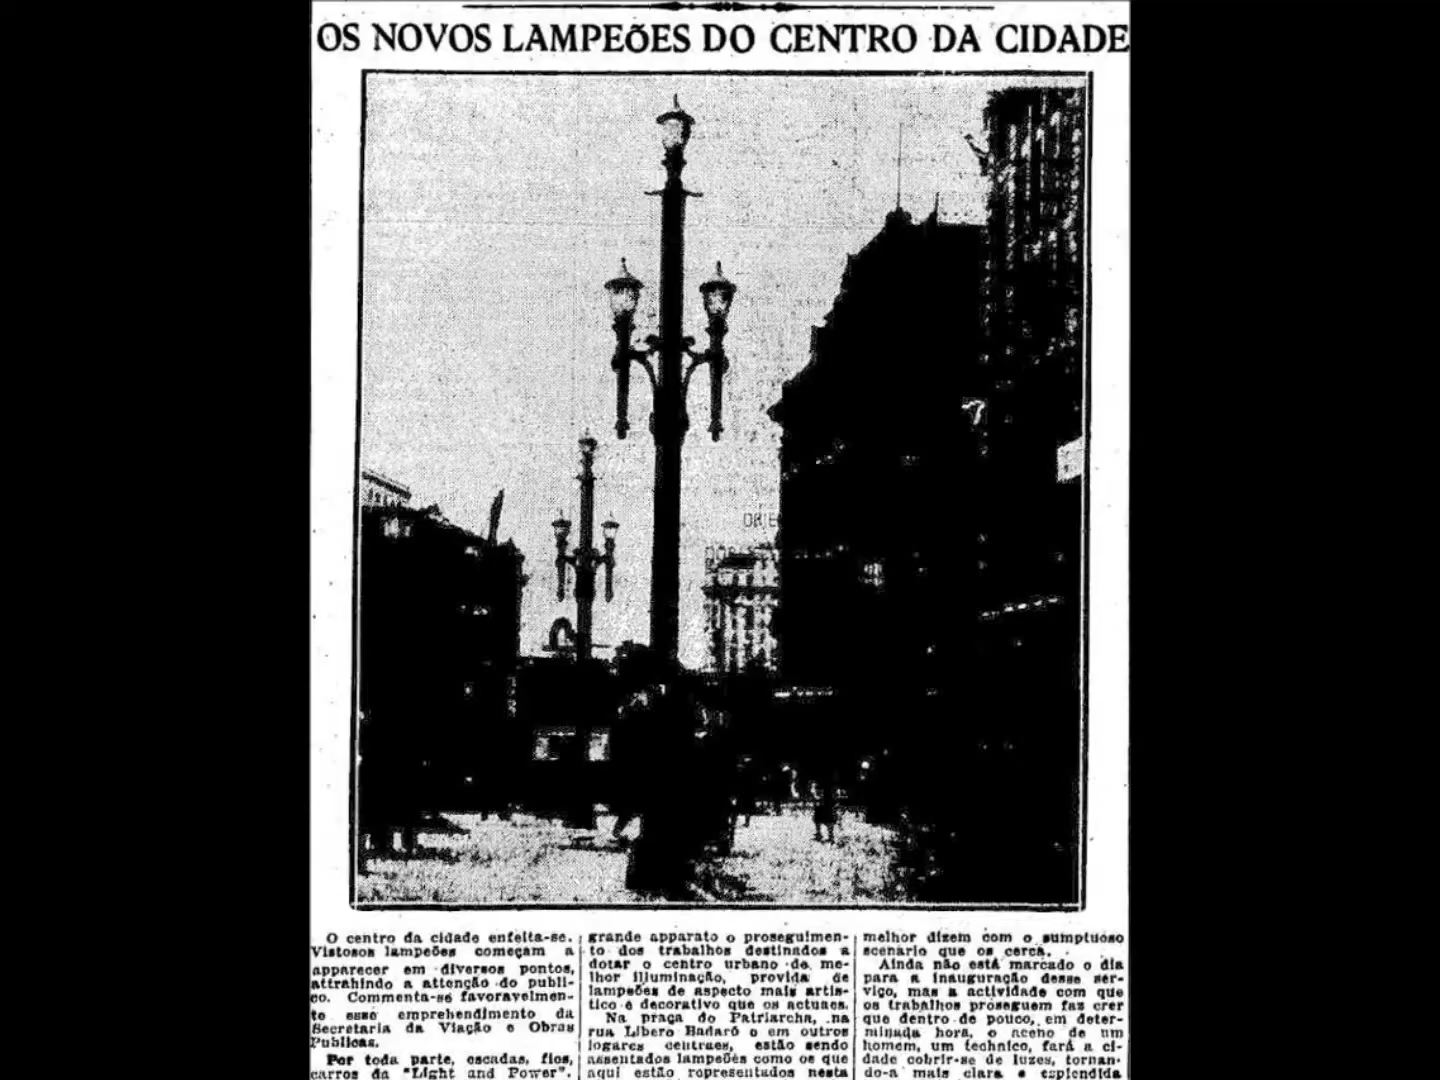 OS NOVOS LAMPEÕES DO CENTRO DA CIDADE
ORIE
O centro da cidade enfeita-se.
Vistosos lampeões começam a
apparecer em diversos pontos,
attrahindo a attenção do publi-
co. Commenta-se favoravelmen-
te esse emprehendimento da
Secretaria da Viação e Obras
Publicas.
Por toda parte, escadas, fios,
carros da "Light and Power".
grande apparato o proseguimen-
to dos trabalhos destinados a
dotar o centro urbano de me-
lhor illuminação, provida de
lampeões de aspecto mais artis-
tico e decorativo que os actuaes.
Na praça do Patriarcha, na
rua Libero Badaró e em outros
logares centraes, estão sendo
assentados lampeões como os que
aqui estão representados nesta
melhor dizem com o sumptuoso
scenario que os cerca.
Ainda não está marcado o dia
para a inauguração desse ser-
viço, mas a actividade com que
os trabalhos proseguem faz crer
que dentro de pouco, em deter-
minada hora, o aceno de um
homem, um technico, fará a ci-
dade cobrir-se de luzes, tornan-
do-a mais clara e esplendida